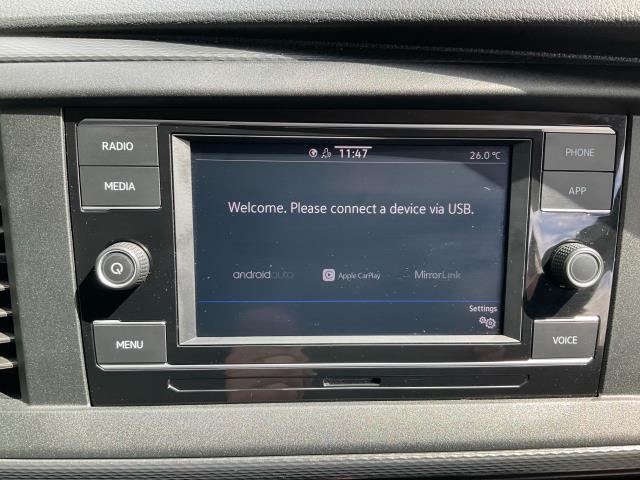 RADIO
MEDIA
MENU
11:47
26.0 °C
Welcome. Please connect a device via USB.
androidauto
Apple CarPlay
MirrorLink
Settings
PHONE
APP
VOICE